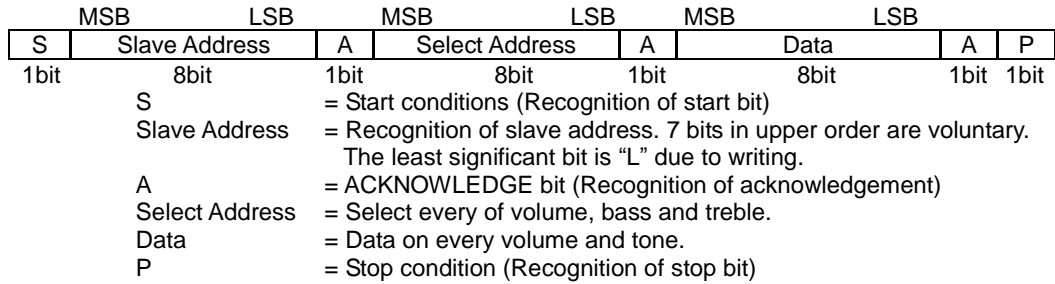 MSB LSB MSB LSB MSB LSB
S Slave Address A Select Address A Data A P
1bit 8bit 1bit 8bit 1bit 8bit 1bit 1bit
S = Start conditions (Recognition of start bit)
Slave Address = Recognition of slave address. 7 bits in upper order are voluntary.
The least significant bit is “L” due to writing.
A = ACKNOWLEDGE bit (Recognition of acknowledgement)
Select Address = Select every of volume, bass and treble.
Data = Data on every volume and tone.
P = Stop condition (Recognition of stop bit)